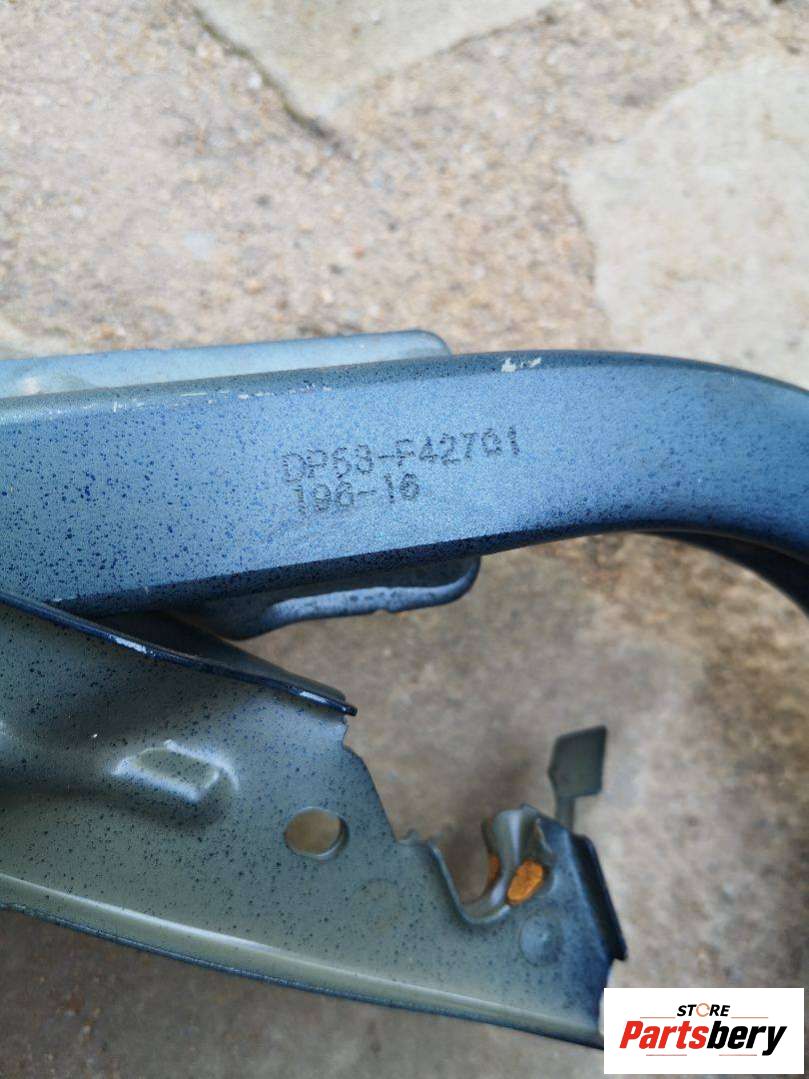 DP53-F42701
196-16
STORE
Partsbery